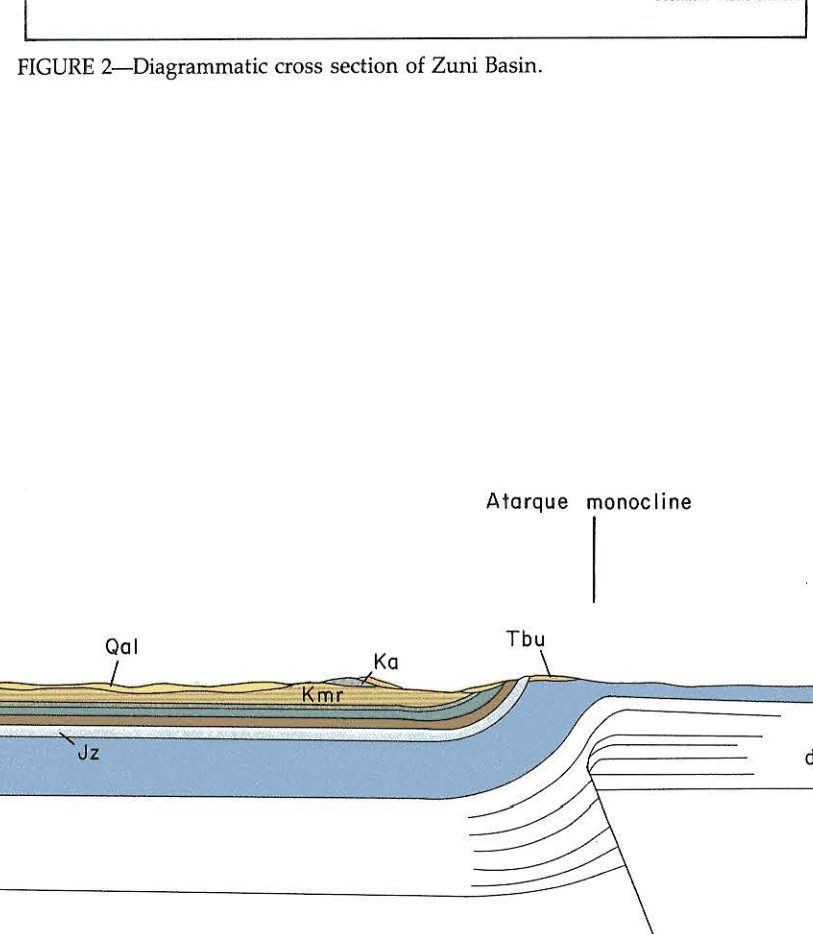 FIGURE 2—Diagrammatic cross section of Zuni Basin.
Atarque monocline
Qal
Ka
Tbu
Kmr
Jz
d